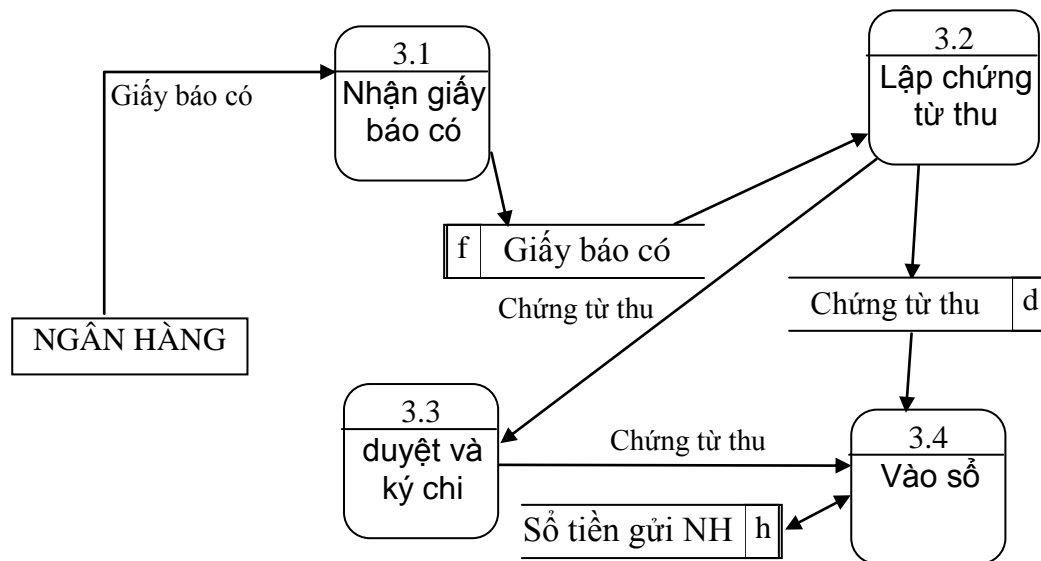 3.1
Nhận giấy
báo có
3.2
Lập chứng
từ thu
Giấy báo có
f Giấy báo có
Chứng từ thu
Chứng từ thu d
NGÂN HÀNG
3.3
duyệt và
ký chi
Chứng từ thu
3.4
Vào sổ
Sổ tiền gửi NH h